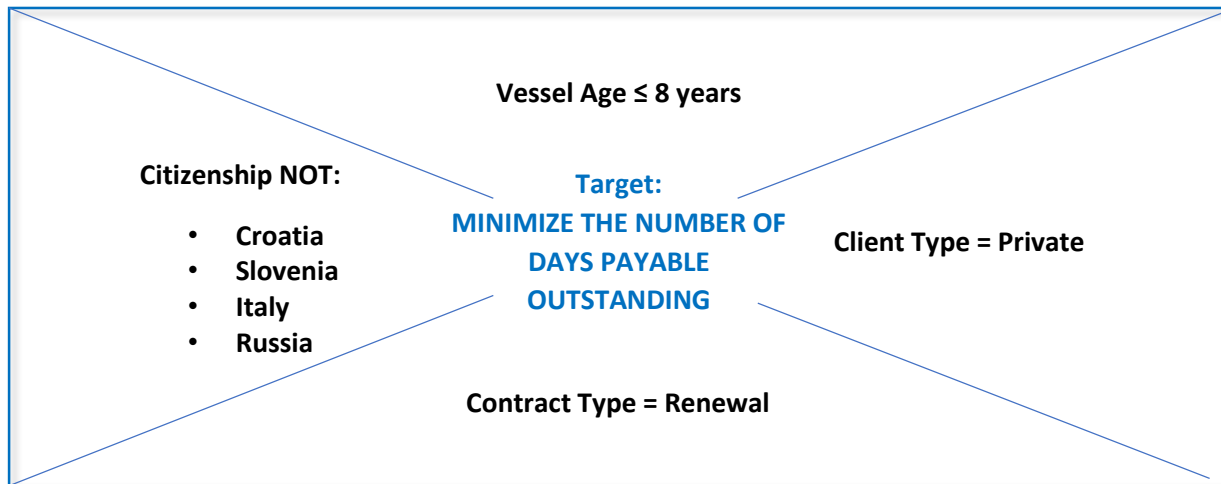 Vessel Age ≤ 8 years
Citizenship NOT:
• Croatia
• Slovenia
• Italy
• Russia
Target:
MINIMIZE THE NUMBER OF
DAYS PAYABLE
OUTSTANDING
Client Type = Private
Contract Type = Renewal